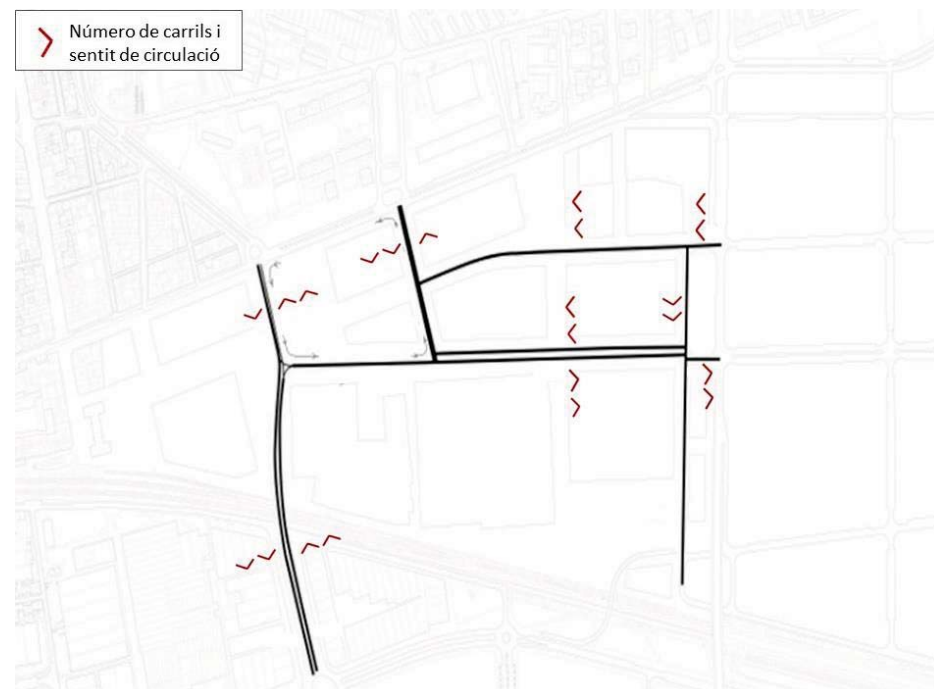 Número de carrils i
sentit de circulació